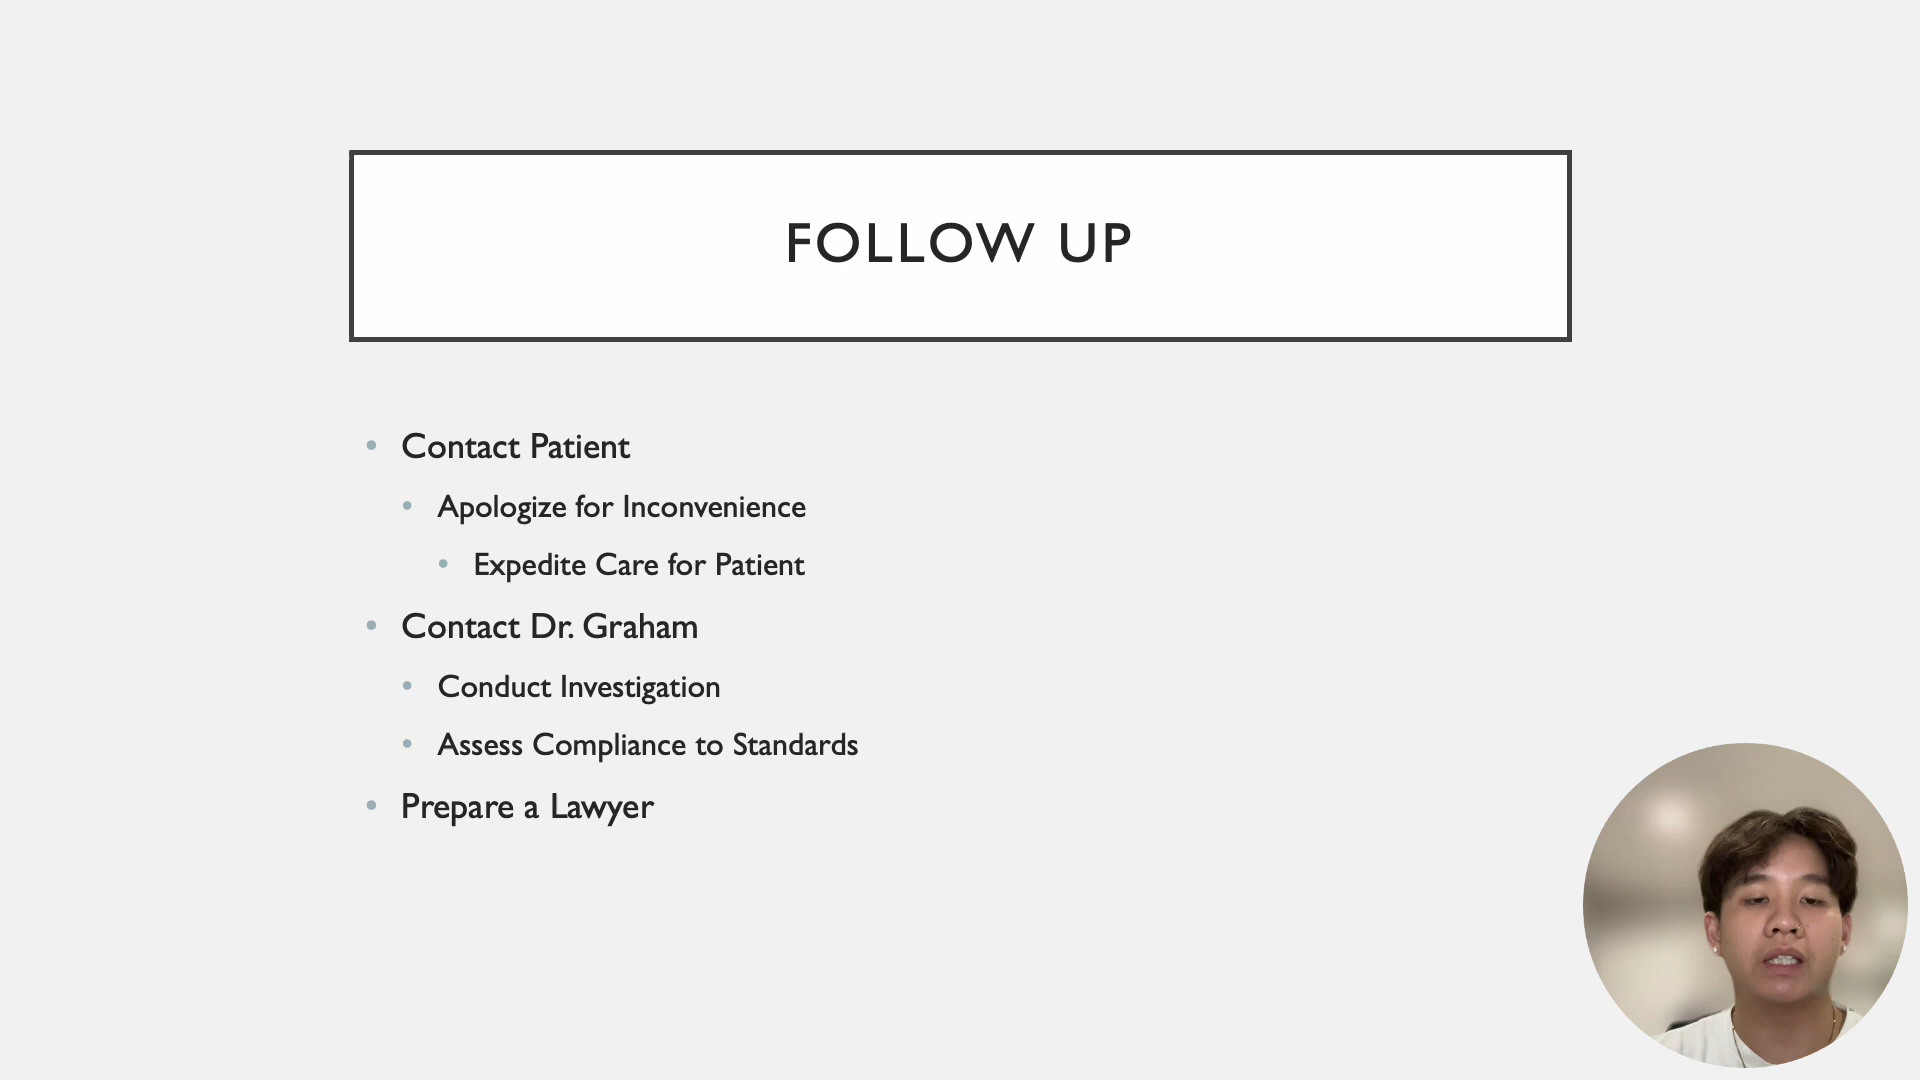 FOLLOW UP
Contact Patient
Apologize for Inconvenience
Expedite Care for Patient
Contact Dr. Graham
Conduct Investigation
Assess Compliance to Standards
Prepare a Lawyer